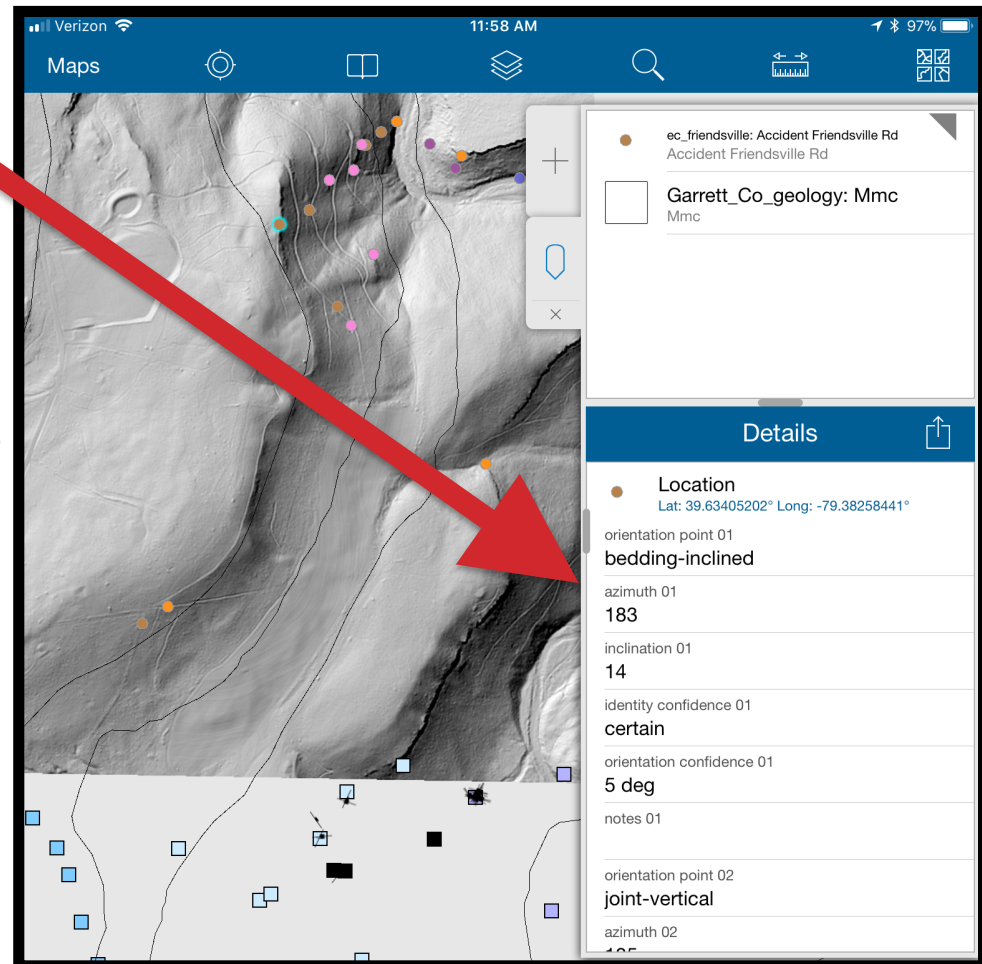 Verizon 11:58 AM 97%
Maps
ec_friendsville: Accident Friendsville Rd
Accident Friendsville Rd
Garrett_Co_geology: Mmc
Mmc
Details
Location
Lat: 39.63405202° Long: -79.38258441°
orientation point 01
bedding-inclined
azimuth 01
183
inclination 01
14
identity confidence 01
certain
orientation confidence 01
5 deg
notes 01
orientation point 02
joint-vertical
azimuth 02